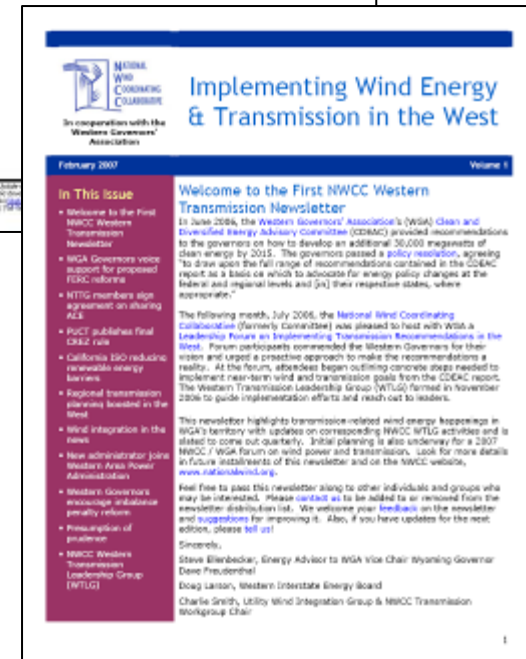 NATIONAL
WIND
COORDINATING
COLLABORATIVE
In cooperation with the
Western Governors'
Association
Implementing Wind Energy
& Transmission in the West
February 2007
Volume 1
In This Issue
• Welcome to the First
NWCC Western
Transmission
Newsletter
• WGA Governors voice
support for proposed
FERC reforms
• NTTG members sign
agreement on sharing
ACE
• PUCT publishes final
CREZ rule
• California ISO reducing
renewable energy
barriers
• Regional transmission
planning boosted in the
West
• Wind integration in the
news
• New administrator joins
Western Area Power
Administration
• Western Governors
encourage imbalance
penalty reform
• Presumption of
prudence
• NWCC Western
Transmission
Leadership Group
(WTLG)
Welcome to the First NWCC Western
Transmission Newsletter
In June 2006, the Western Governors' Association's (WGA) Clean and
Diversified Energy Advisory Committee (CDEAC) provided recommendations
to the governors on how to develop an additional 30,000 megawatts of
clean energy by 2015. The governors passed a policy resolution, agreeing
"to draw upon the full range of recommendations contained in the CDEAC
report as a basis on which to advocate for energy policy changes at the
federal and regional levels and [in] their respective states, where
appropriate."
The following month, July 2006, the National Wind Coordinating
Collaborative (formerly Committee) was pleased to host with WGA a
Leadership Forum on Implementing Transmission Recommendations in the
West. Forum participants commended the Western Governors for their
vision and urged a proactive approach to make the recommendations a
reality. At the forum, attendees began outlining concrete steps needed to
implement near-term wind and transmission goals from the CDEAC report.
The Western Transmission Leadership Group (WTLG) formed in November
2006 to guide implementation efforts and reach out to leaders.
This newsletter highlights transmission-related wind energy happenings in
WGA's territory with updates on corresponding NWCC WTLG activities and is
slated to come out quarterly. Initial planning is also underway for a 2007
NWCC / WGA forum on wind power and transmission. Look for more details
in future installments of this newsletter and on the NWCC website,
www.nationalwind.org.
Feel free to pass this newsletter along to other individuals and groups who
may be interested. Please contact us to be added to or removed from the
newsletter distribution list. We welcome your feedback on the newsletter
and suggestions for improving it. Also, if you have updates for the next
edition, please tell us!
Sincerely,
Steve Ellenbecker, Energy Advisor to WGA Vice Chair Wyoming Governor
Dave Freudenthal
Doug Larson, Western Interstate Energy Board
Charlie Smith, Utility Wind Integration Group & NWCC Transmission
Workgroup Chair
1